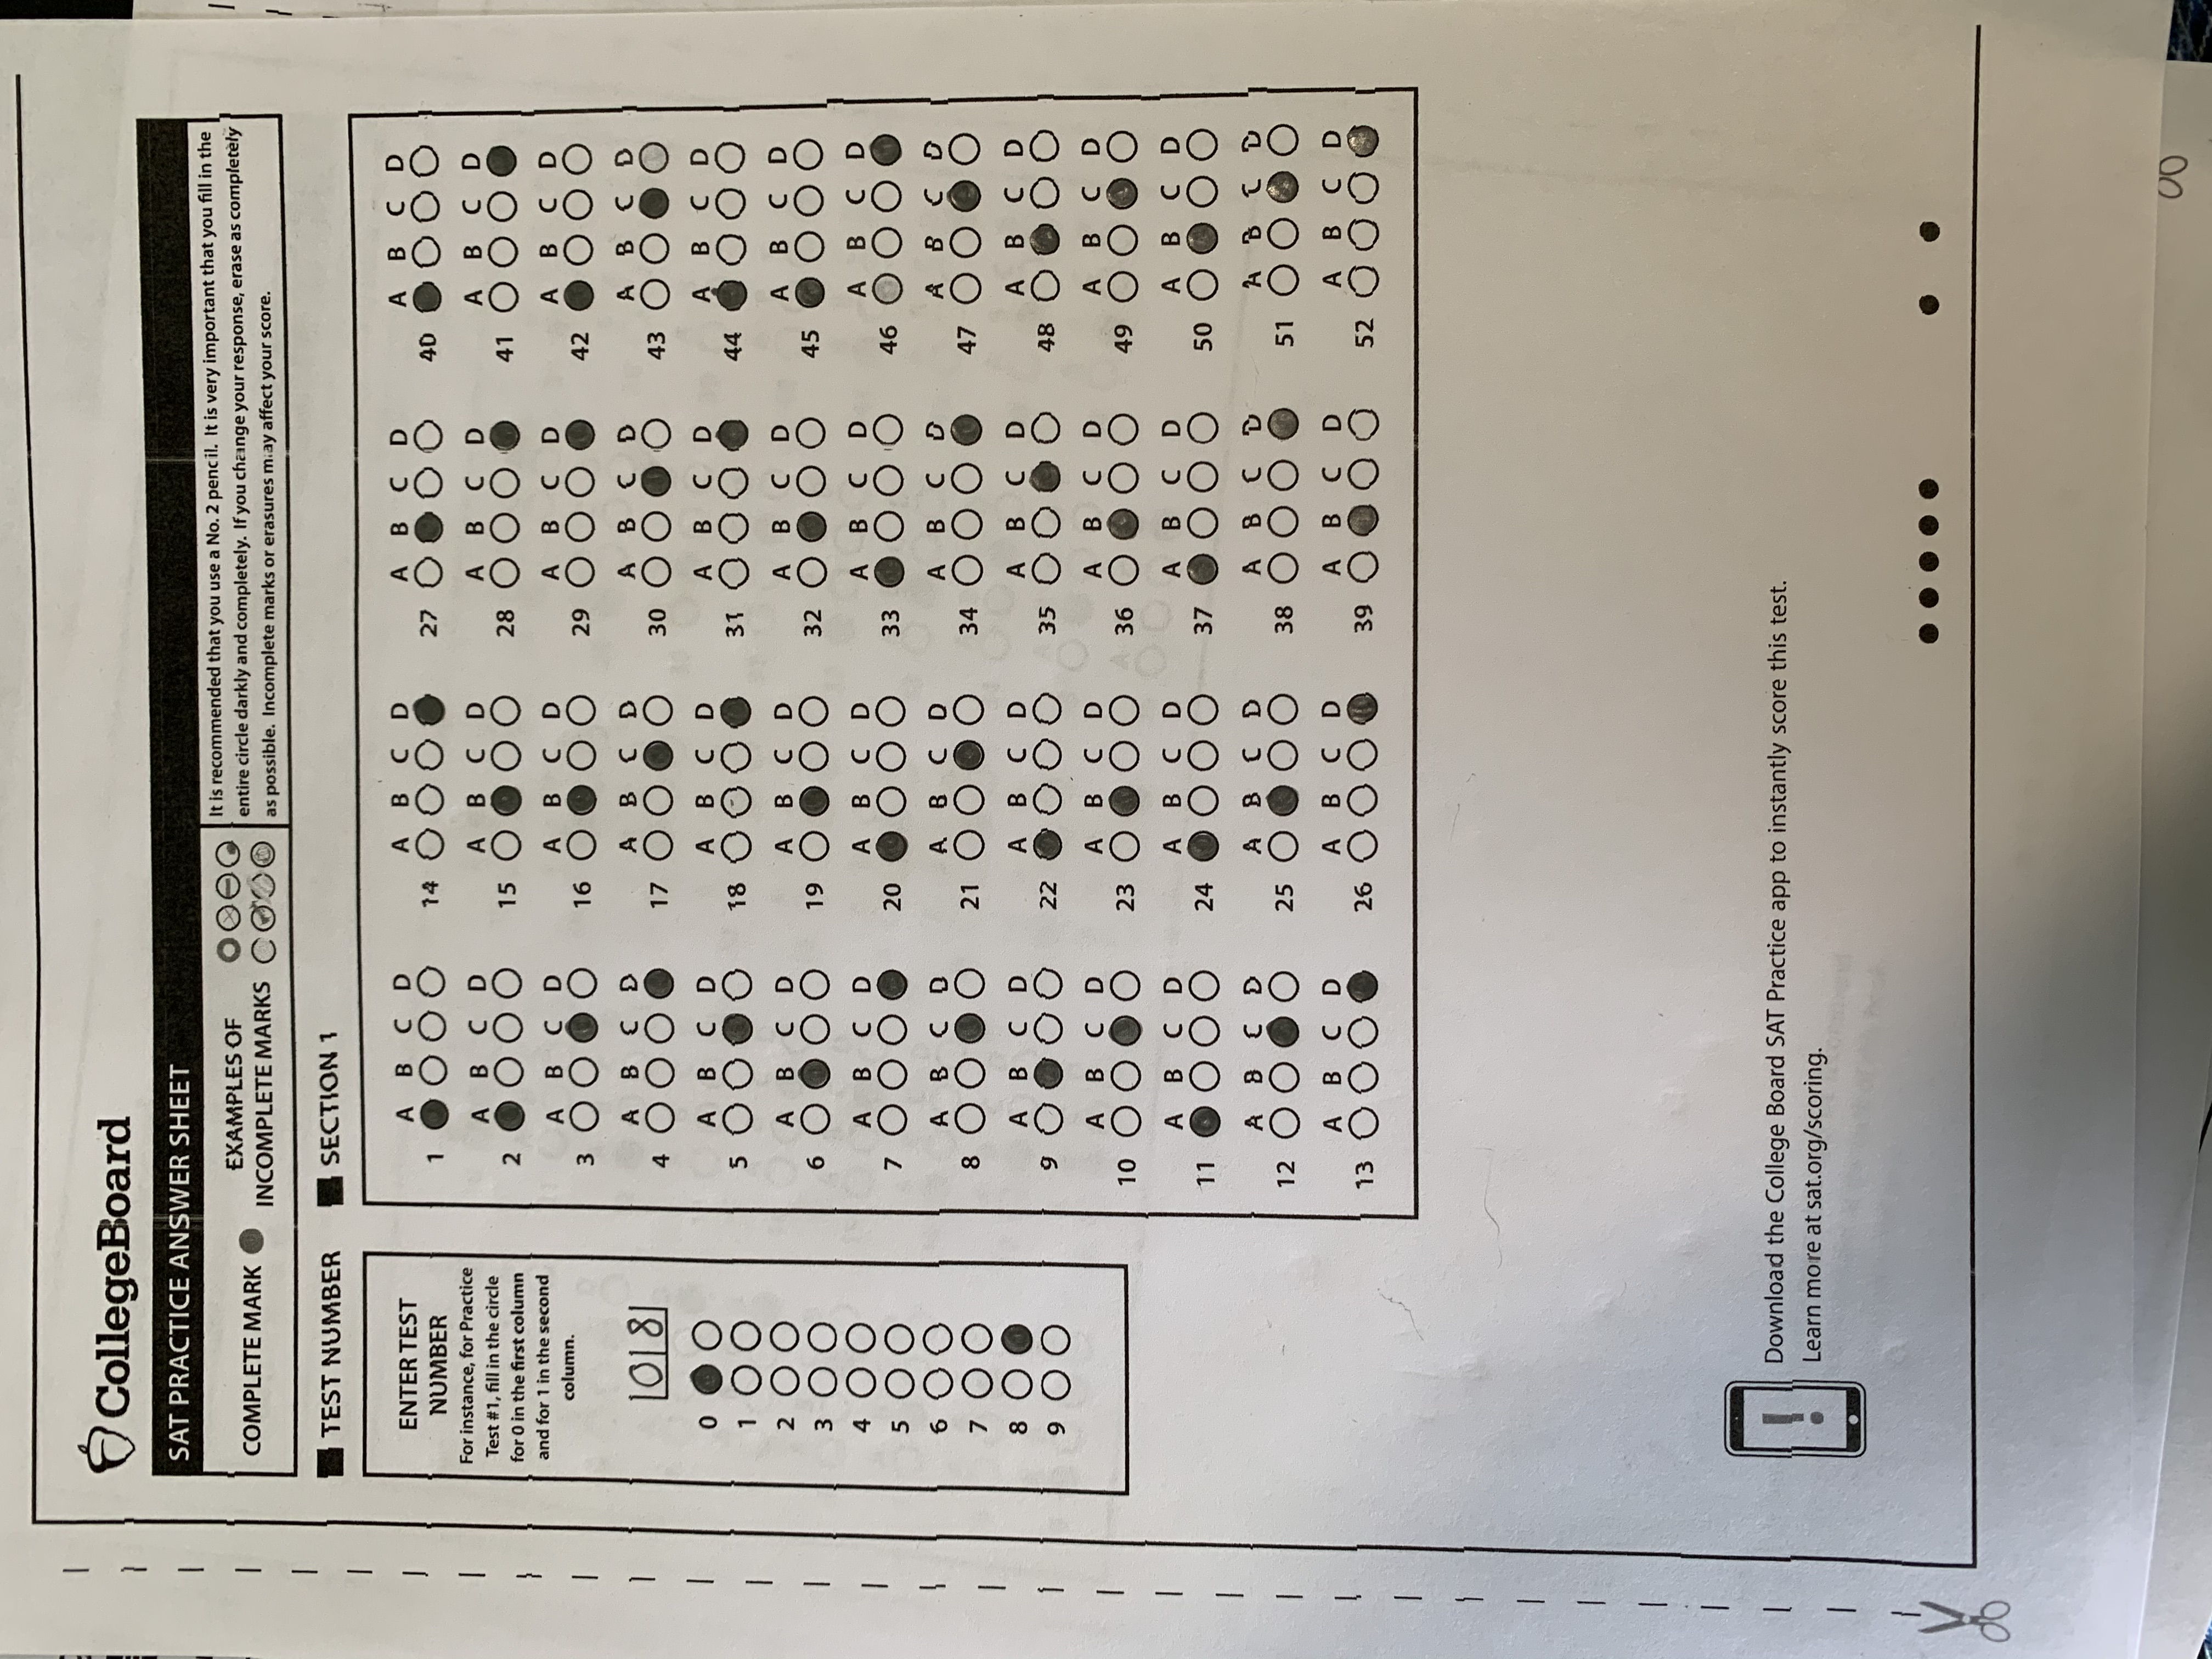 CollegeBoard
SAT PRACTICE ANSWER SHEET
COMPLETE MARK
EXAMPLES OF
INCOMPLETE MARKS
It is recommended that you use a No. 2 pencil. It is very important that you fill in the
entire circle darkly and completely. If you change your response, erase as completely
as possible. Incomplete marks or erasures may affect your score.
TEST NUMBER
ENTER TEST
NUMBER
For instance, for Practice
Test #1, fill in the circle
for 0 in the first column
and for 1 in the second
column.
0 8
0
1
2
3
4
5
6
7
8
9
SECTION 1
A B C D A B C D A B C D A B C D
1 14 27 40
A B C D A B C D A B C D A B C D
2 15 28 41
A B C D A B C D A B C D A B C D
3 16 29 42
A B C D A B C D A B C D A B C D
4 17 30 43
A B C D A B C D A B C D A B C D
5 18 31 44
A B C D A B C D A B C D A B C D
6 19 32 45
A B C D A B C D A B C D A B C D
7 20 33 46
A B C D A B C D A B C D A B C D
8 21 34 47
A B C D A B C D A B C D A B C D
9 22 35 48
A B C D A B C D A B C D A B C D
10 23 36 49
A B C D A B C D A B C D A B C D
11 24 37 50
A B C D A B C D A B C D A B C D
12 25 38 51
A B C D A B C D A B C D A B C D
13 26 39 52
Download the College Board SAT Practice app to instantly score this test.
Learn more at sat.org/scoring.